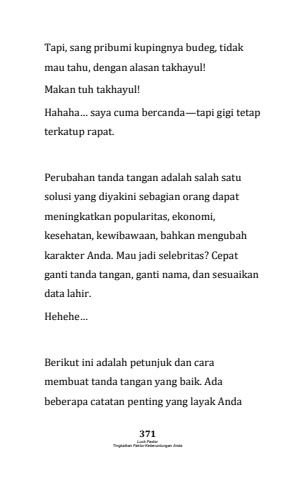 Tapi, sang pribumi kupingnya budeg, tidak
mau tahu, dengan alasan takhayul!
Makan tuh takhayul!
Hahaha… saya cuma bercanda—tapi gigi tetap
terkatup rapat.
Perubahan tanda tangan adalah salah satu
solusi yang diyakini sebagian orang dapat
meningkatkan popularitas, ekonomi,
kesehatan, kewibawaan, bahkan mengubah
karakter Anda. Mau jadi selebritas? Cepat
ganti tanda tangan, ganti nama, dan sesuaikan
data lahir.
Hehehe…
Berikut ini adalah petunjuk dan cara
membuat tanda tangan yang baik. Ada
beberapa catatan penting yang layak Anda
371
Luck Factor
Tingkatkan Faktor Keberuntungan Anda